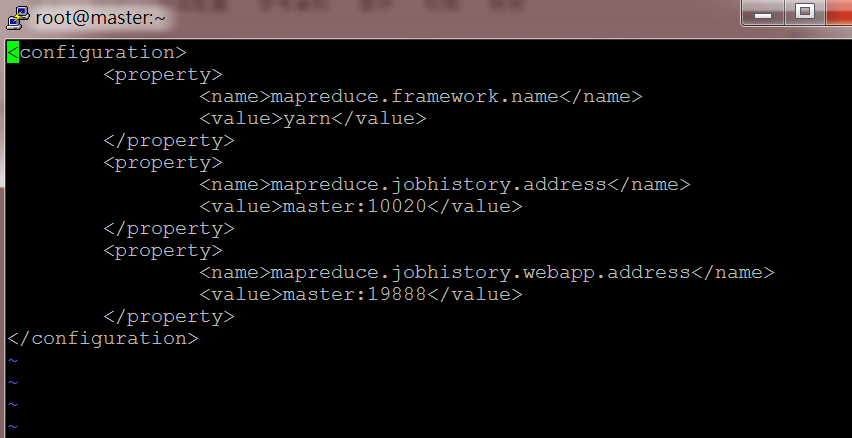 root@master:~
<configuration>
        <property>
                <name>mapreduce.framework.name</name>
                <value>yarn</value>
        </property>
        <property>
                <name>mapreduce.jobhistory.address</name>
                <value>master:10020</value>
        </property>
        <property>
                <name>mapreduce.jobhistory.webapp.address</name>
                <value>master:19888</value>
        </property>
</configuration>
~
~
~
~